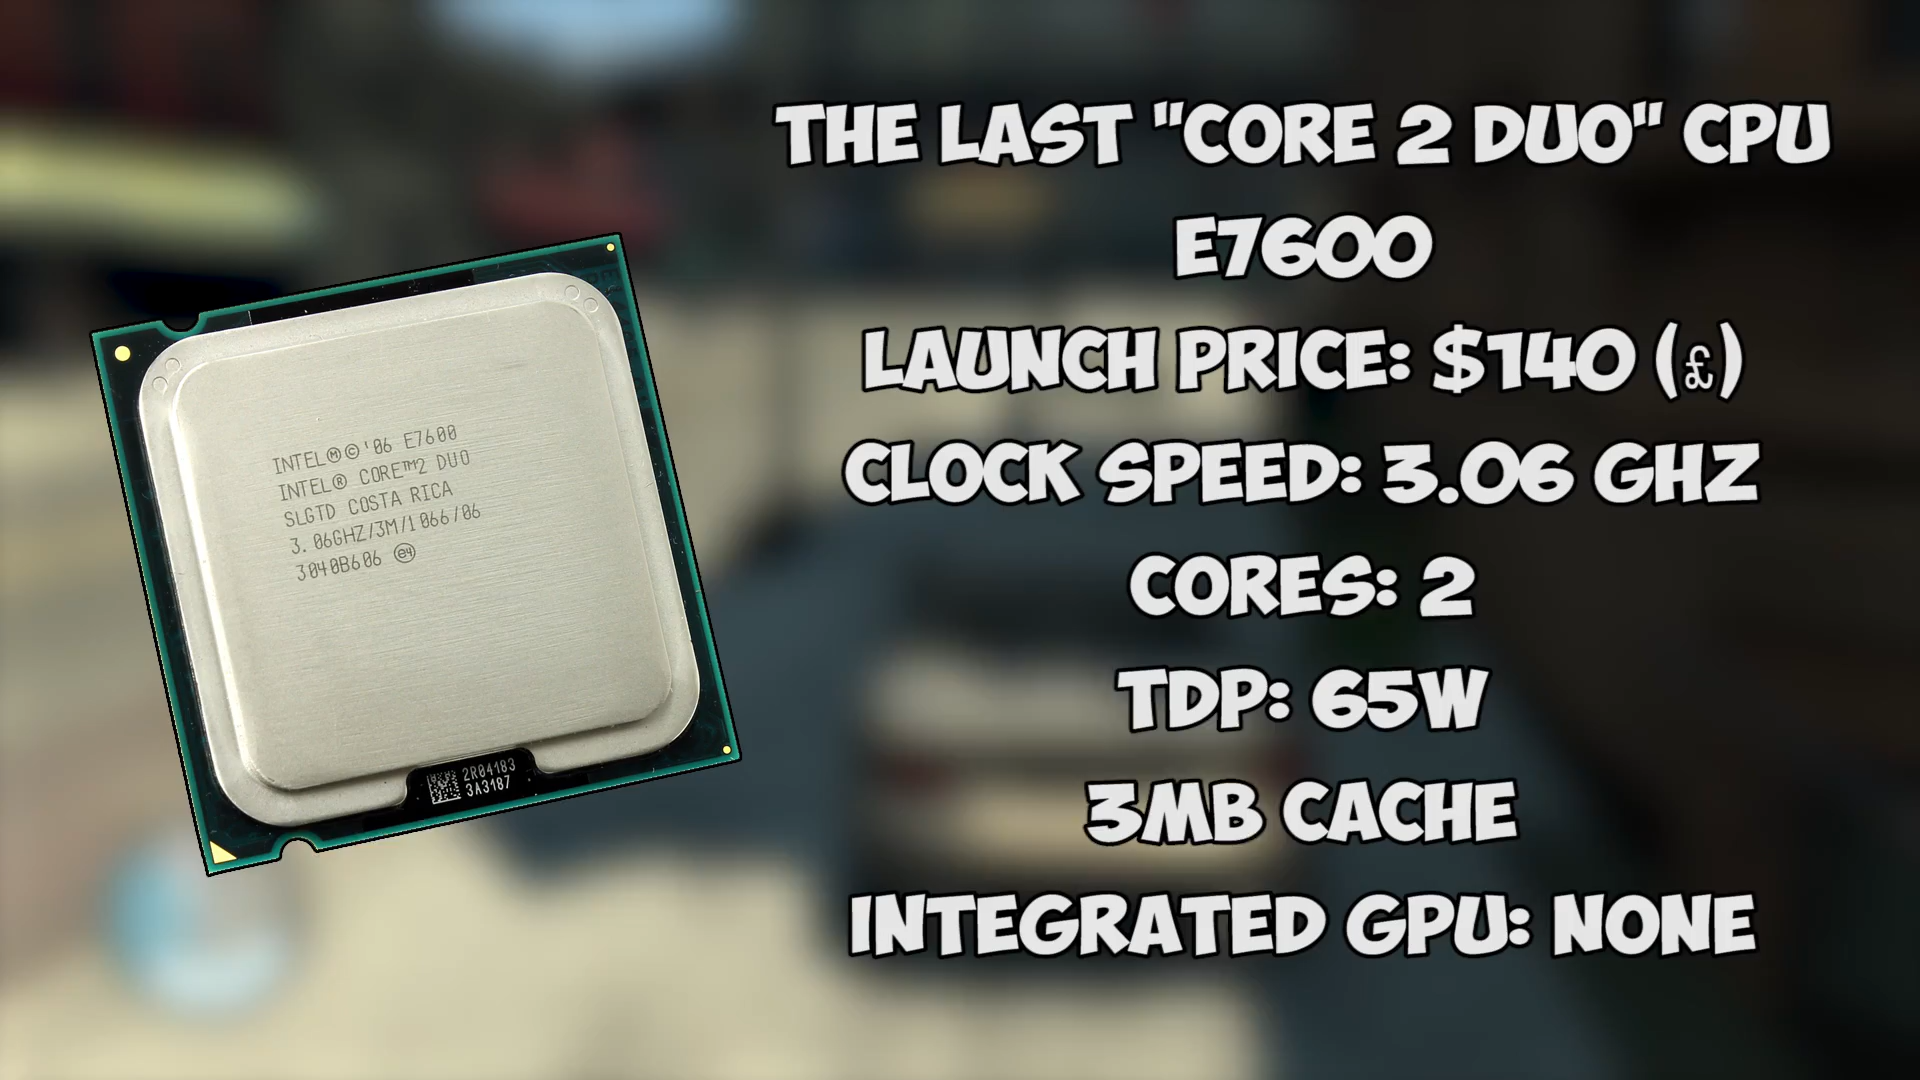 THE LAST "CORE 2 DUO" CPU
E7600
LAUNCH PRICE: $140 (£)
CLOCK SPEED: 3.06 GHZ
CORES: 2
TDP: 65W
3MB CACHE
INTEGRATED GPU: NONE
INTELⓂ©'06 E7600
INTEL® CORE™2 DUO
SLGTD COSTA RICA
3.06GHZ/3M/1066/06
3040B606 e4
2R04183
3A3187